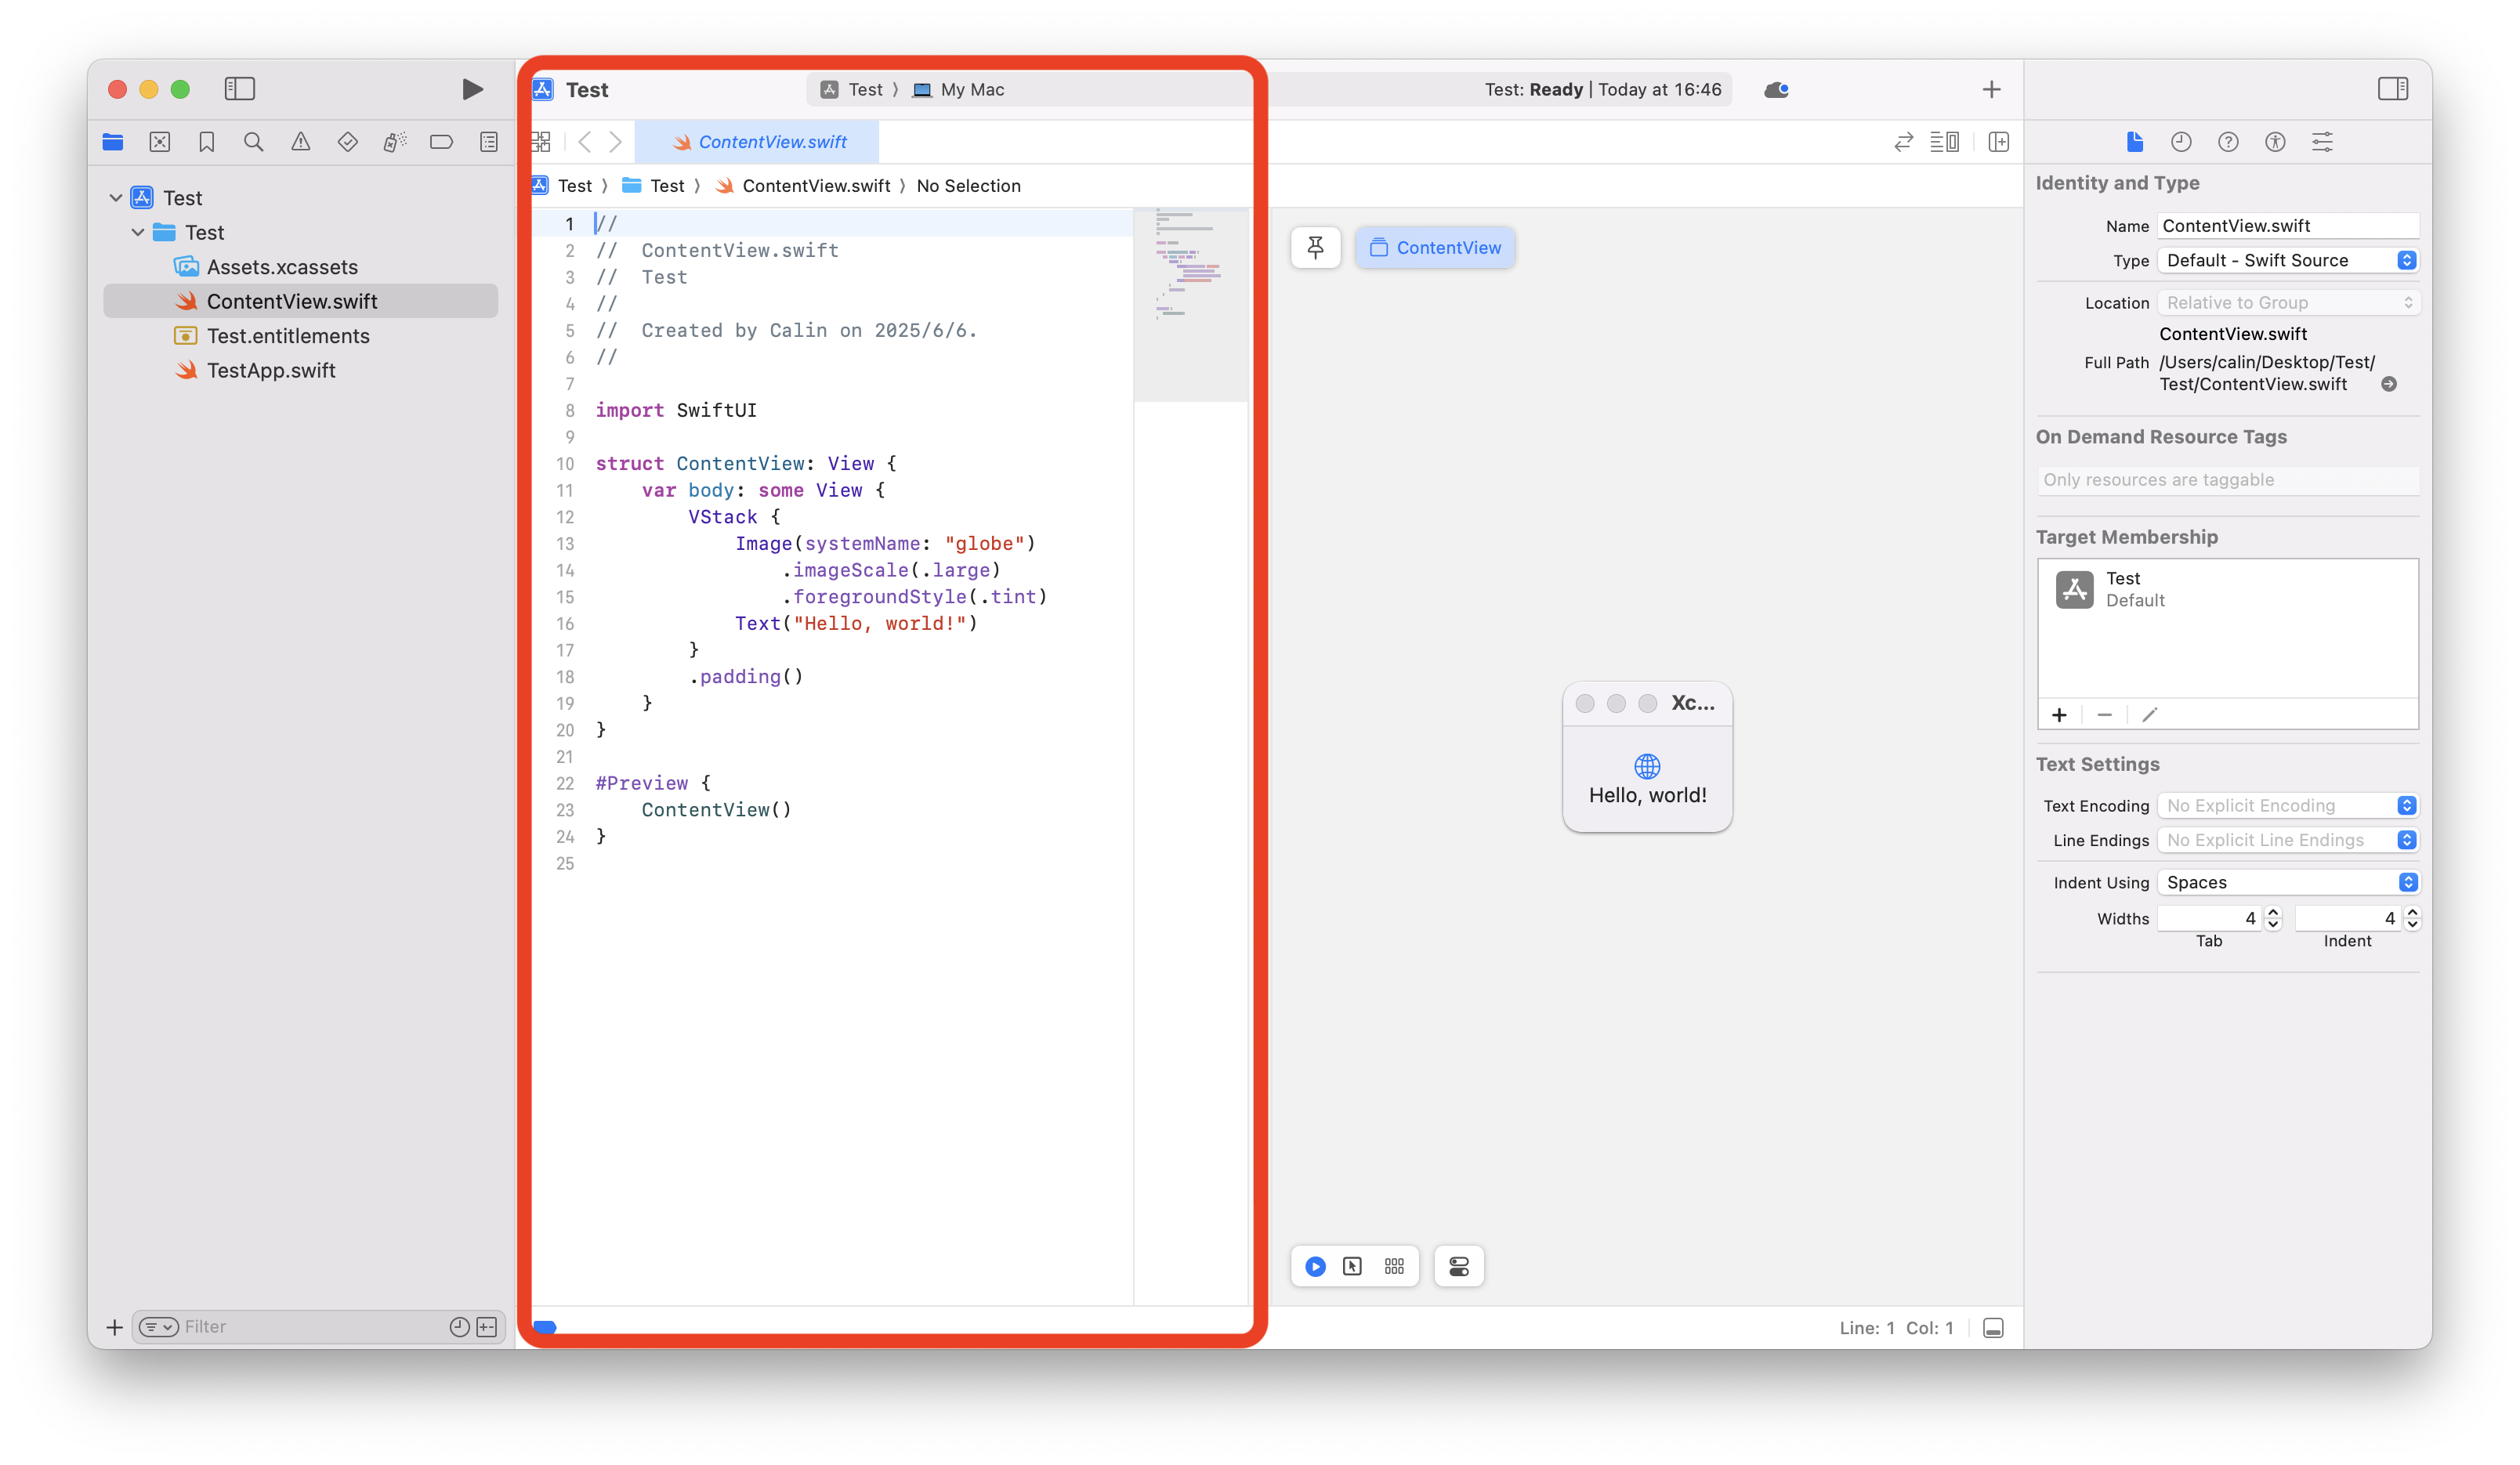 Test
Test 〉 My Mac
Test: Ready | Today at 16:46
ContentView.swift
Test 〉 Test 〉 ContentView.swift 〉 No Selection
Test
Test
Assets.xcassets
ContentView.swift
Test.entitlements
TestApp.swift
Filter
1 //
2 //  ContentView.swift
3 //  Test
4 //
5 //  Created by Calin on 2025/6/6.
6 //
7
8 import SwiftUI
9
10 struct ContentView: View {
11     var body: some View {
12         VStack {
13             Image(systemName: "globe")
14                 .imageScale(.large)
15                 .foregroundStyle(.tint)
16             Text("Hello, world!")
17         }
18         .padding()
19     }
20 }
21
22 #Preview {
23     ContentView()
24 }
25
ContentView
Xc...
Hello, world!
Line: 1 Col: 1
Identity and Type
Name ContentView.swift
Type Default - Swift Source
Location Relative to Group
ContentView.swift
Full Path /Users/calin/Desktop/Test/
Test/ContentView.swift
On Demand Resource Tags
Only resources are taggable
Target Membership
Test
Default
Text Settings
Text Encoding No Explicit Encoding
Line Endings No Explicit Line Endings
Indent Using Spaces
Widths 4 4
Tab Indent